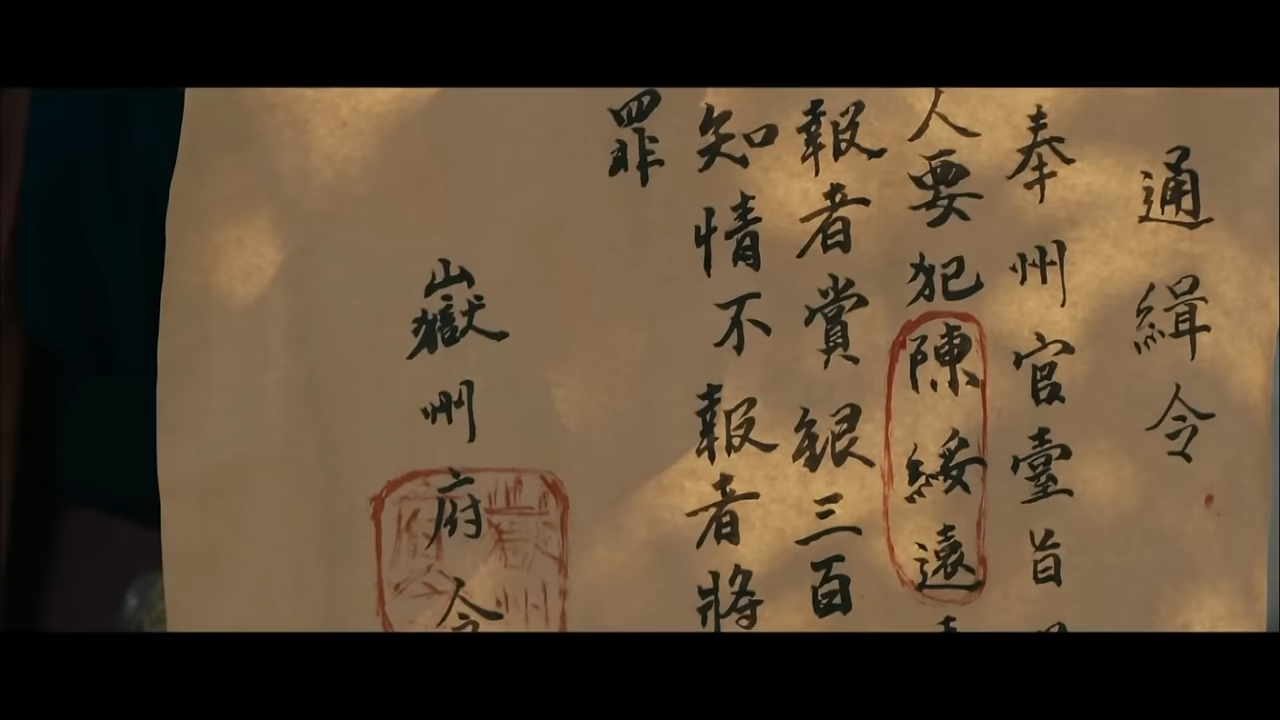 通緝令
奉州官臺旨
人要犯陳綏遠
報者賞銀三百
知情不報者將
罪
嶽州府令